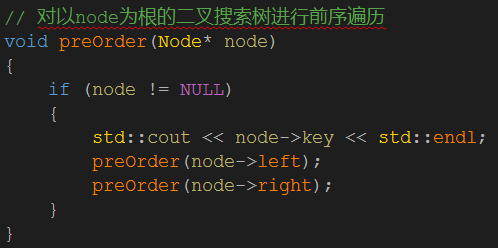 // 对以node为根的二叉搜索树进行前序遍历
void preOrder(Node* node)
{
    if (node != NULL)
    {
        std::cout << node->key << std::endl;
        preOrder(node->left);
        preOrder(node->right);
    }
}